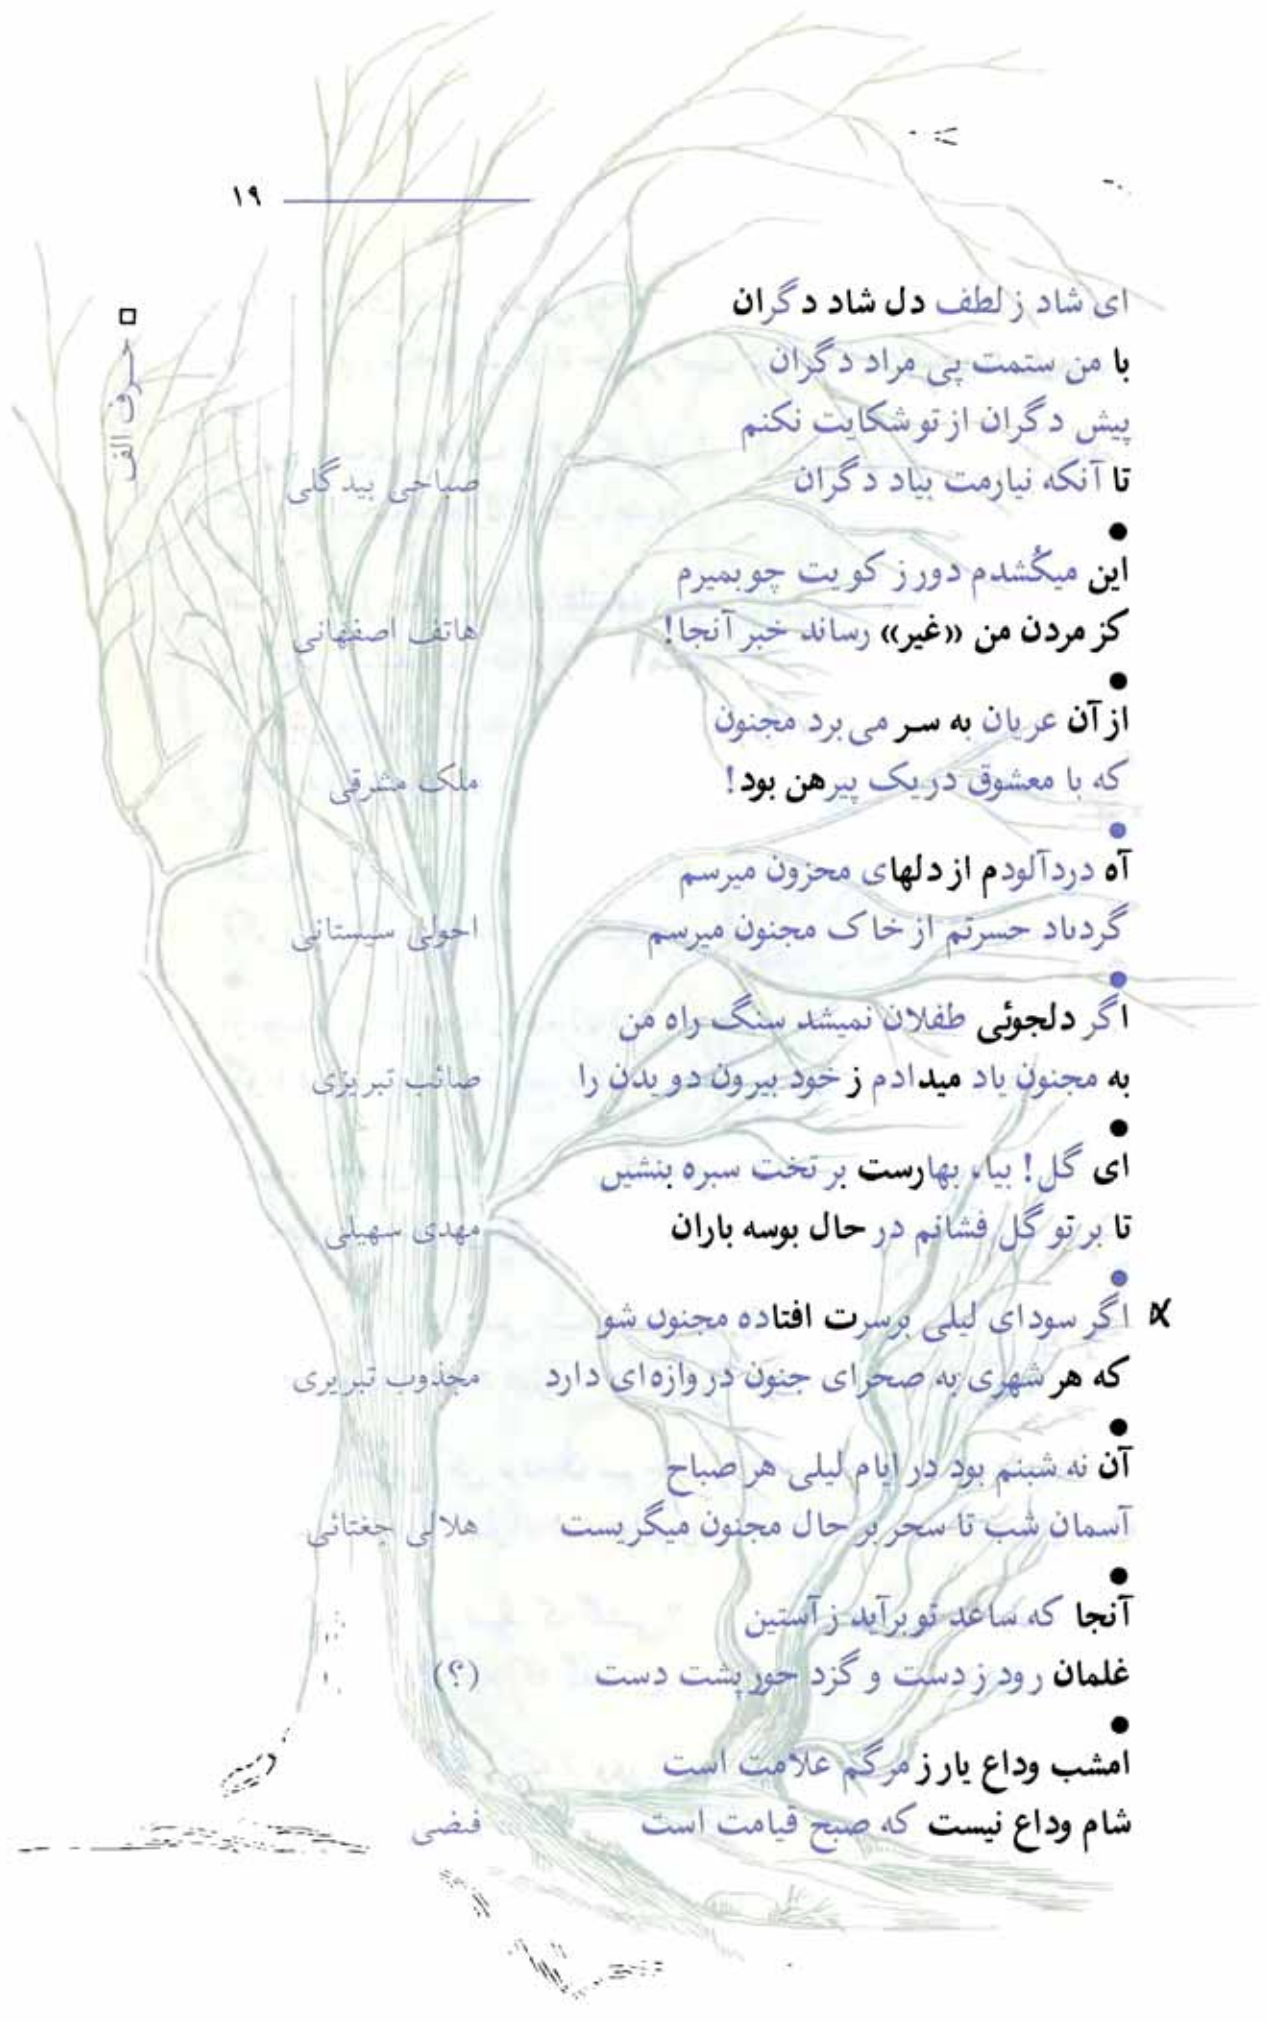 ۱۹
□ حرف الف
ای شاد ز لطف دل شاد دگران
با من ستمت پی مراد دگران
پیش دگران از تو شکایت نکنم
تا آنکه نیارمت بیاد دگران صباحی بیدگلی
●
این میکُشدم دور ز کویت چو بمیرم
کز مردن من «غیر» رساند خبر آنجا! هاتف اصفهانی
●
از آن عریان به سر می‌برد مجنون
که با معشوق در یک پیرهن بود! ملک مشرقی
●
آه دردآلودم از دلهای محزون میرسم
گردباد حسرتم از خاک مجنون میرسم احولی سیستانی
●
اگر دلجوئی طفلان نمیشد سنگ راه من
به مجنون یاد میدادم ز خود بیرون دویدن را صائب تبریزی
●
ای گل! بیا، بهارست بر تخت سبزه بنشین
تا بر تو گل فشانم در حال بوسه باران مهدی سهیلی
●
اگر سودای لیلی برسرت افتاده مجنون شو
که هر شهری به صحرای جنون دروازه‌ای دارد مجذوب تبریزی
●
آن نه شبنم بود در ایام لیلی هر صباح
آسمان شب تا سحر بر حال مجنون میگریست هلالی جغتائی
●
آنجا که ساعد تو برآید ز آستین
غلمان رود ز دست و گزد حور پشت دست (؟)
●
امشب وداع یار ز مرگم علامت است
شام وداع نیست که صبح قیامت است فیضی